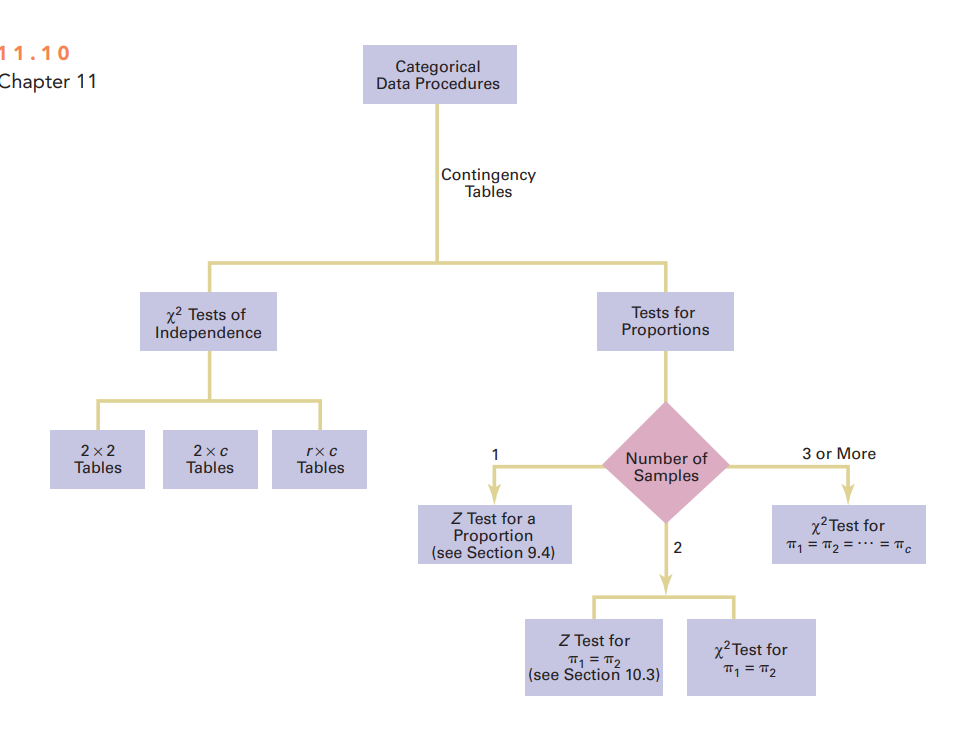 11.10
Chapter 11
Categorical
Data Procedures
Contingency
Tables
χ² Tests of
Independence
Tests for
Proportions
2 × 2
Tables
2 × c
Tables
r × c
Tables
Number of
Samples
1
3 or More
2
Z Test for a
Proportion
(see Section 9.4)
χ² Test for
π₁ = π₂ = ⋯ = π꜀
Z Test for
π₁ = π₂
(see Section 10.3)
χ² Test for
π₁ = π₂